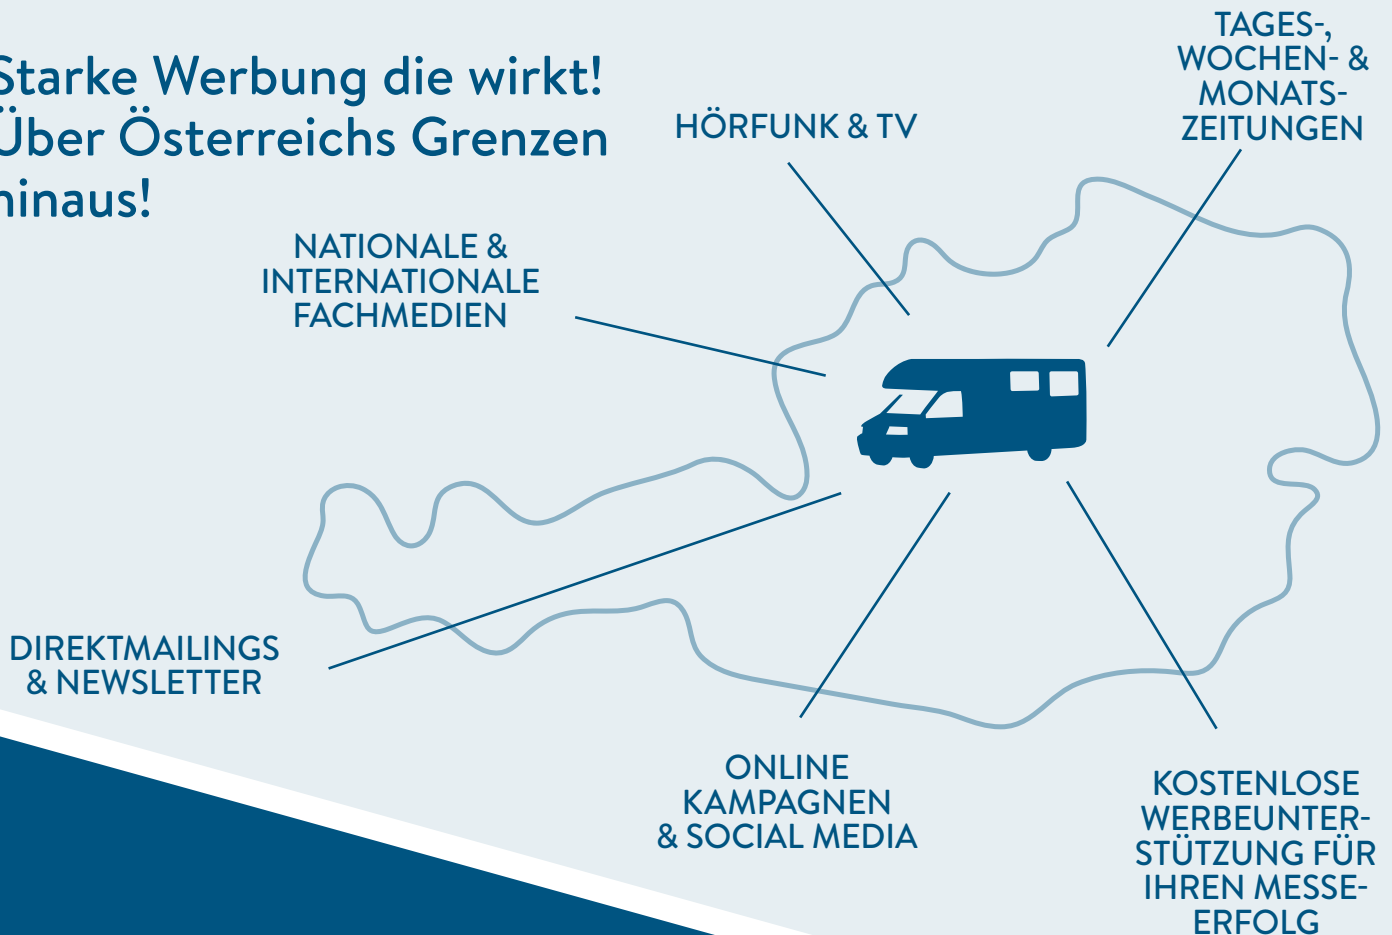 Starke Werbung die wirkt!
Über Österreichs Grenzen
hinaus!
HÖRFUNK & TV
TAGES-,
WOCHEN- &
MONATS-
ZEITUNGEN
NATIONALE &
INTERNATIONALE
FACHMEDIEN
DIREKTMAILINGS
& NEWSLETTER
ONLINE
KAMPAGNEN
& SOCIAL MEDIA
KOSTENLOSE
WERBEUNTER-
STÜTZUNG FÜR
IHREN MESSE-
ERFOLG